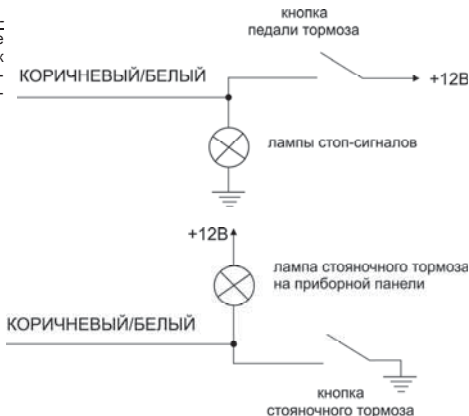 кнопка
педали тормоза
е
х
КОРИЧНЕВЫЙ/БЕЛЫЙ
+12В
лампы стоп-сигналов
+12В
лампа стояночного тормоза
на приборной панели
КОРИЧНЕВЫЙ/БЕЛЫЙ
кнопка
стояночного тормоза